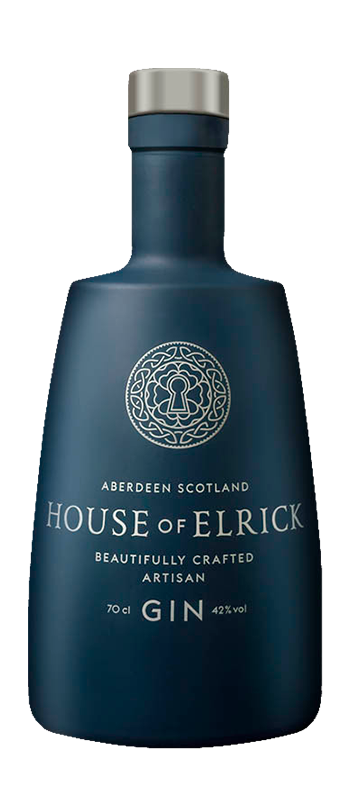 ABERDEEN SCOTLAND
HOUSE OF ELRICK
BEAUTIFULLY CRAFTED
ARTISAN
70 cl GIN 42% vol